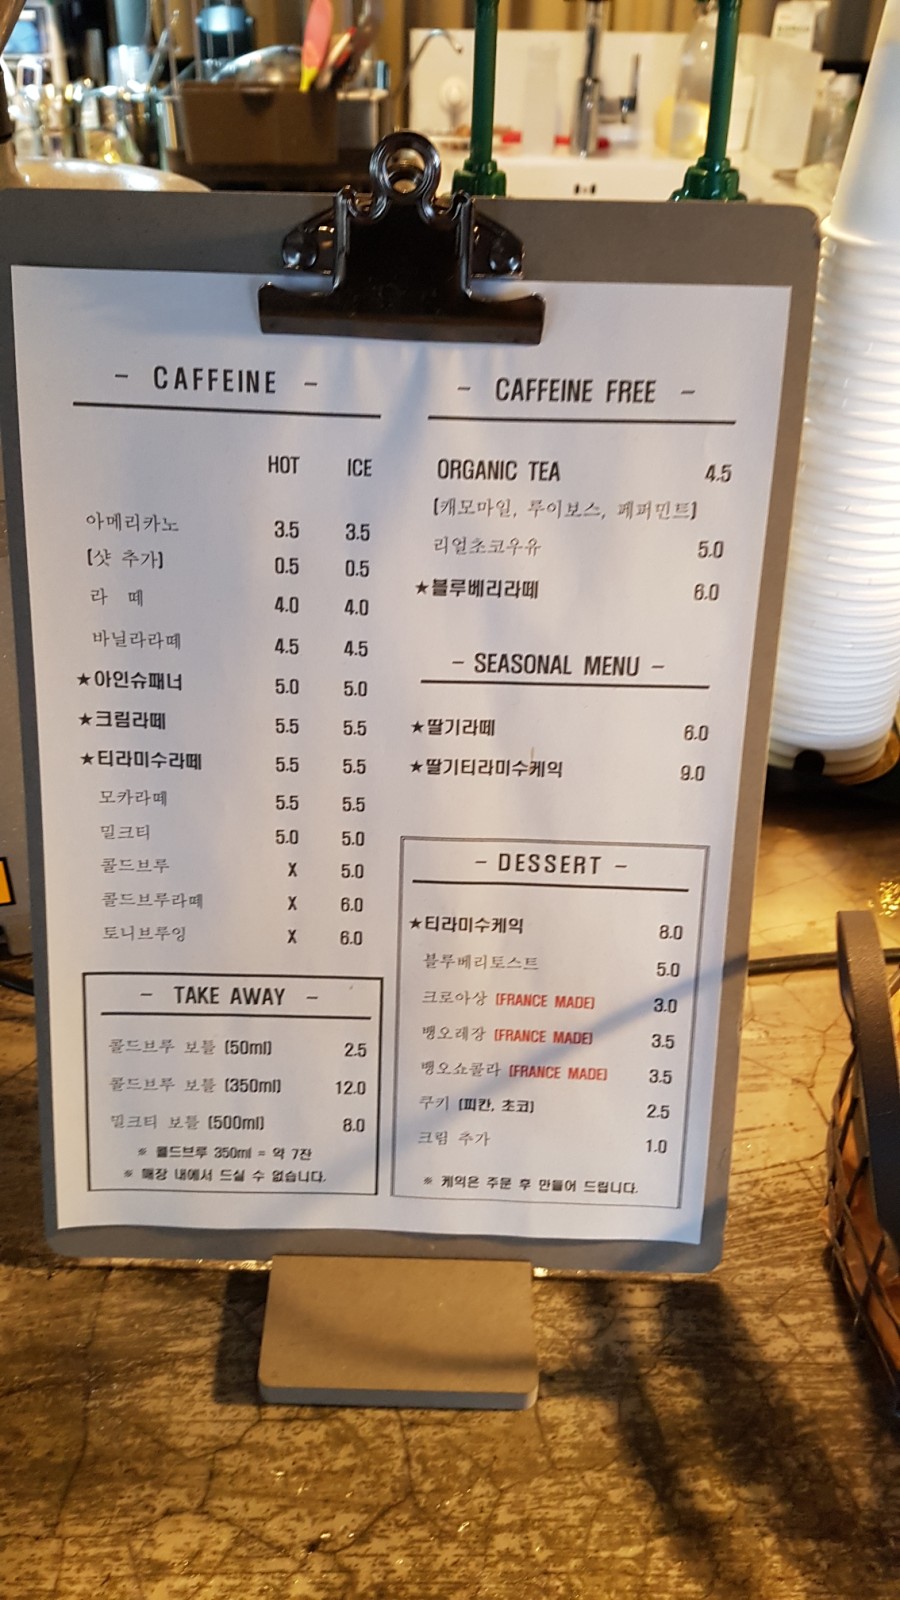 - CAFFEINE -
HOT ICE
아메리카노 3.5 3.5
[샷 추가] 0.5 0.5
라 떼 4.0 4.0
바닐라라떼 4.5 4.5
★아인슈패너 5.0 5.0
★크림라떼 5.5 5.5
★티라미수라떼 5.5 5.5
모카라떼 5.5 5.5
밀크티 5.0 5.0
콜드브루 X 5.0
콜드브루라떼 X 6.0
토니브루잉 X 6.0
- TAKE AWAY -
콜드브루 보틀 (50ml) 2.5
콜드브루 보틀 (350ml) 12.0
밀크티 보틀 (500ml) 8.0
※ 콜드브루 350ml = 약 7잔
※ 매장 내에서 드실 수 없습니다.
- CAFFEINE FREE -
ORGANIC TEA 4.5
[캐모마일, 루이보스, 페퍼민트]
리얼초코우유 5.0
★블루베리라떼 6.0
- SEASONAL MENU -
★딸기라떼 6.0
★딸기티라미수케익 9.0
- DESSERT -
★티라미수케익 8.0
블루베리토스트 5.0
크로아상 (FRANCE MADE) 3.0
뺑오레장 (FRANCE MADE) 3.5
뺑오쇼콜라 (FRANCE MADE) 3.5
쿠키 (피칸, 초코) 2.5
크림 추가 1.0
※ 케익은 주문 후 만들어 드립니다.